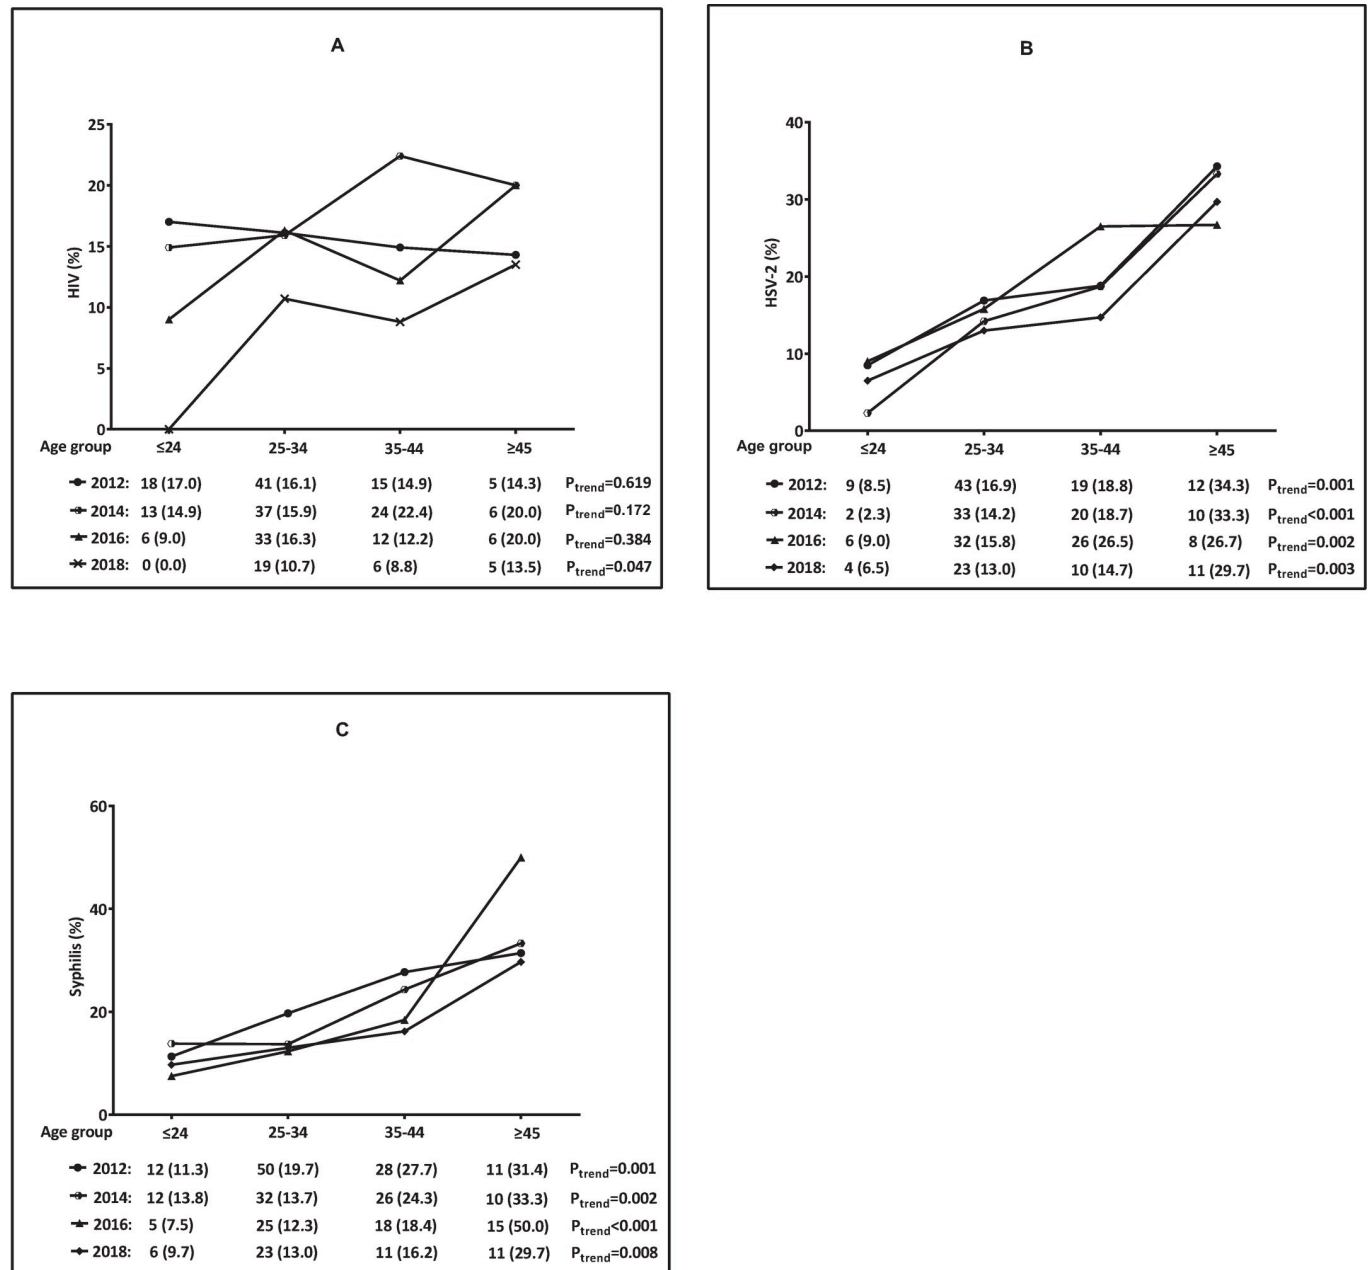 A
25
20
15
10
5
0
HIV (%)
Age group ≤24 25-34 35-44 ≥45
2012: 18 (17.0) 41 (16.1) 15 (14.9) 5 (14.3) Ptrend=0.619
2014: 13 (14.9) 37 (15.9) 24 (22.4) 6 (20.0) Ptrend=0.172
2016: 6 (9.0) 33 (16.3) 12 (12.2) 6 (20.0) Ptrend=0.384
2018: 0 (0.0) 19 (10.7) 6 (8.8) 5 (13.5) Ptrend=0.047
B
40
30
20
10
0
HSV-2 (%)
Age group ≤24 25-34 35-44 ≥45
2012: 9 (8.5) 43 (16.9) 19 (18.8) 12 (34.3) Ptrend=0.001
2014: 2 (2.3) 33 (14.2) 20 (18.7) 10 (33.3) Ptrend<0.001
2016: 6 (9.0) 32 (15.8) 26 (26.5) 8 (26.7) Ptrend=0.002
2018: 4 (6.5) 23 (13.0) 10 (14.7) 11 (29.7) Ptrend=0.003
C
60
40
20
0
Syphilis (%)
Age group ≤24 25-34 35-44 ≥45
2012: 12 (11.3) 50 (19.7) 28 (27.7) 11 (31.4) Ptrend=0.001
2014: 12 (13.8) 32 (13.7) 26 (24.3) 10 (33.3) Ptrend=0.002
2016: 5 (7.5) 25 (12.3) 18 (18.4) 15 (50.0) Ptrend<0.001
2018: 6 (9.7) 23 (13.0) 11 (16.2) 11 (29.7) Ptrend=0.008